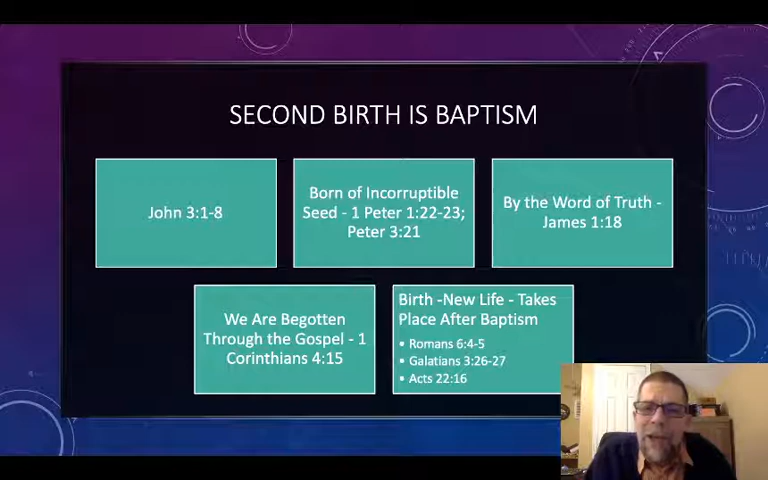 SECOND BIRTH IS BAPTISM
John 3:1-8
Born of Incorruptible
Seed - 1 Peter 1:22-23;
Peter 3:21
By the Word of Truth -
James 1:18
We Are Begotten
Through the Gospel - 1
Corinthians 4:15
Birth -New Life - Takes
Place After Baptism
• Romans 6:4-5
• Galatians 3:26-27
• Acts 22:16